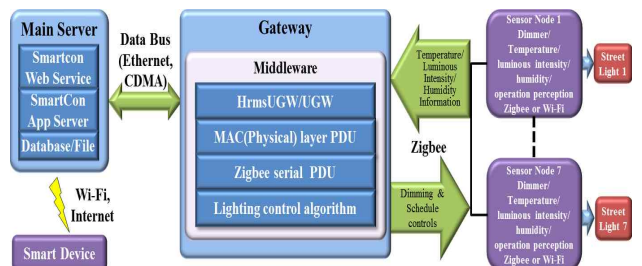 Main Server
Smartcon
Web Service
SmartCon
App Server
Database/File
Wi-Fi,
Internet
Smart Device
Data Bus
(Ethernet,
CDMA)
Gateway
Middleware
HrmsUGW/UGW
MAC(Physical) layer PDU
Zigbee serial PDU
Lighting control algorithm
Temperature/
Luminous
Intensity/
Humidity
Information
Zigbee
Dimming &
Schedule
controls
Sensor Node 1
Dimmer/
Temperature/
luminous intensity/
humidity/
operation perception
Zigbee or Wi-Fi
Street
Light 1
Sensor Node 7
Dimmer/
Temperature/
luminous intensity/
humidity/
operation perception
Zigbee or Wi-Fi
Street
Light 7